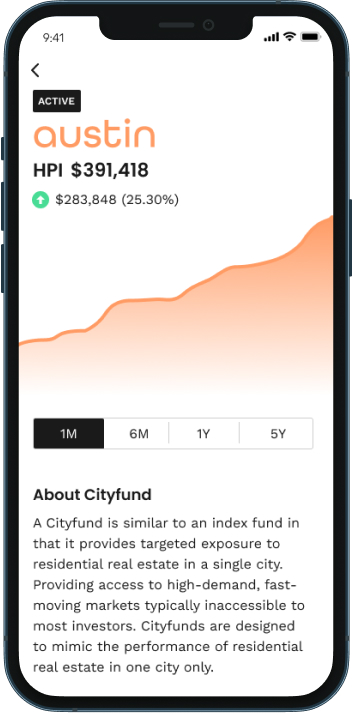 9:41
ACTIVE
austin
HPI $391,418
$283,848 (25.30%)
1M 6M 1Y 5Y
About Cityfund
A Cityfund is similar to an index fund in
that it provides targeted exposure to
residential real estate in a single city.
Providing access to high-demand, fast-
moving markets typically inaccessible to
most investors. Cityfunds are designed
to mimic the performance of residential
real estate in one city only.